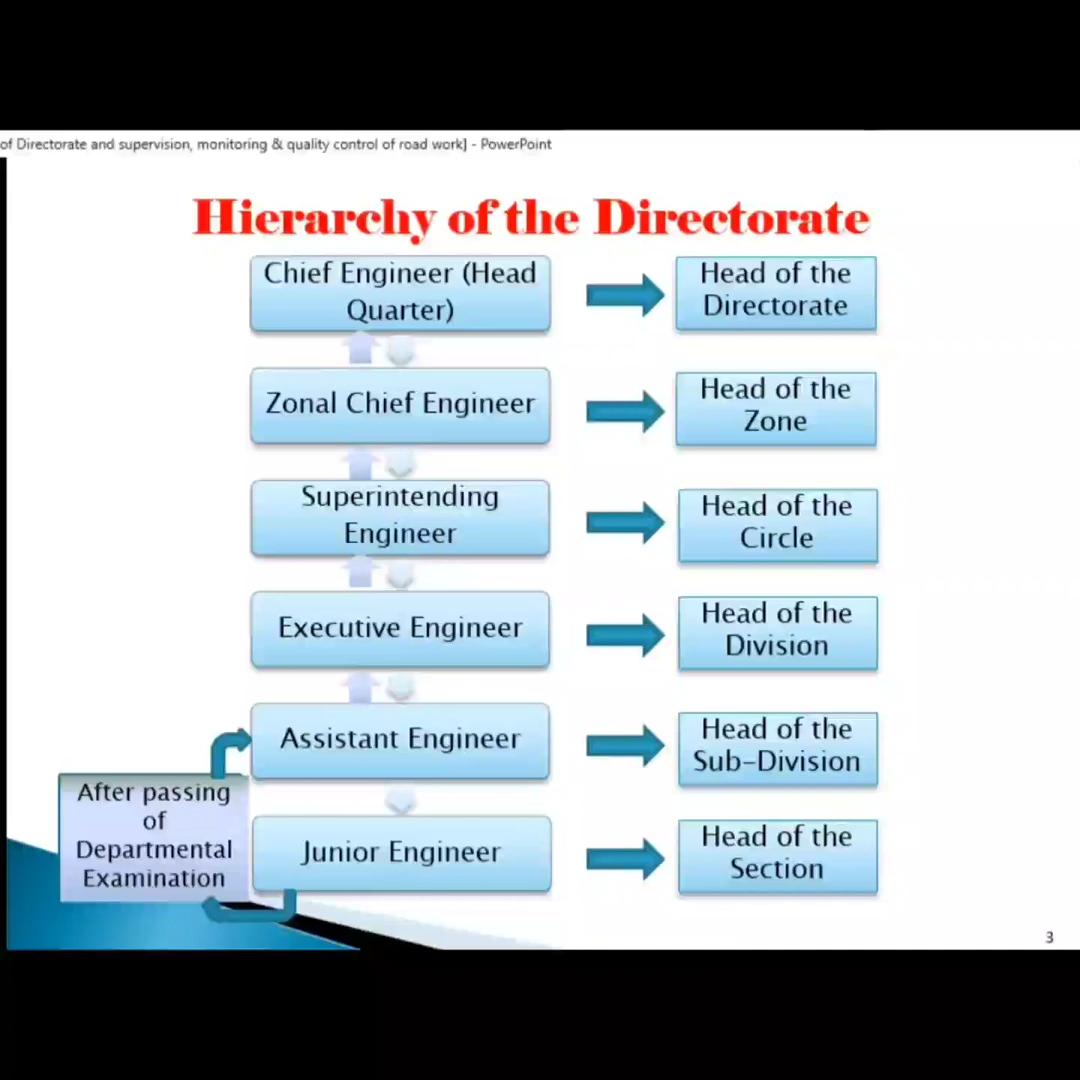 of Directorate and supervision, monitoring & quality control of road work] - PowerPoint
Hierarchy of the Directorate
Chief Engineer (Head
Quarter)
Head of the
Directorate
Zonal Chief Engineer
Head of the
Zone
Superintending
Engineer
Head of the
Circle
Executive Engineer
Head of the
Division
Assistant Engineer
Head of the
Sub-Division
After passing
of
Departmental
Examination
Junior Engineer
Head of the
Section
3